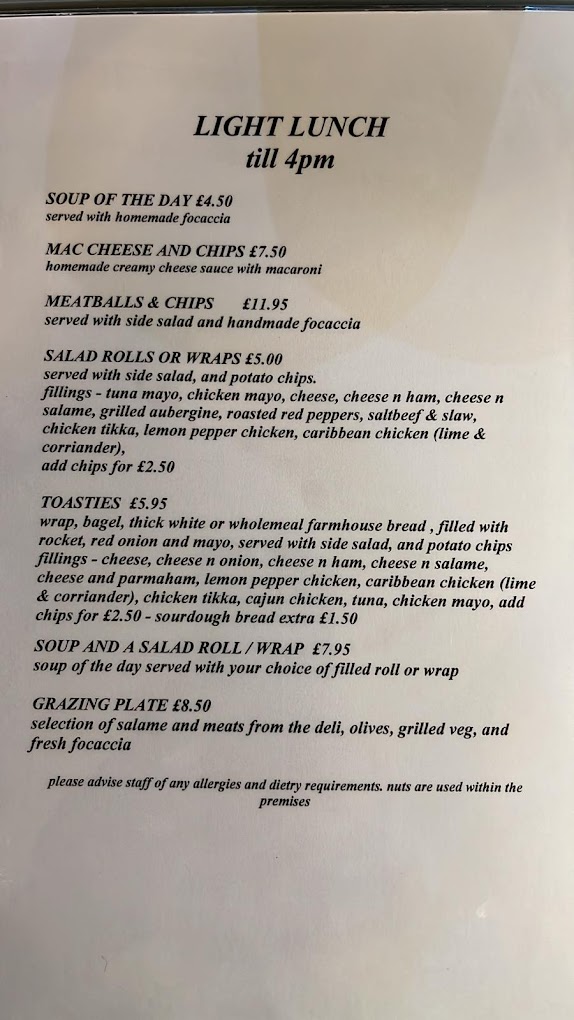 LIGHT LUNCH
till 4pm
SOUP OF THE DAY £4.50
served with homemade focaccia
MAC CHEESE AND CHIPS £7.50
homemade creamy cheese sauce with macaroni
MEATBALLS & CHIPS £11.95
served with side salad and handmade focaccia
SALAD ROLLS OR WRAPS £5.00
served with side salad, and potato chips.
fillings - tuna mayo, chicken mayo, cheese, cheese n ham, cheese n
salame, grilled aubergine, roasted red peppers, saltbeef & slaw,
chicken tikka, lemon pepper chicken, caribbean chicken (lime &
corriander),
add chips for £2.50
TOASTIES £5.95
wrap, bagel, thick white or wholemeal farmhouse bread , filled with
rocket, red onion and mayo, served with side salad, and potato chips
fillings - cheese, cheese n onion, cheese n ham, cheese n salame,
cheese and parmaham, lemon pepper chicken, caribbean chicken (lime
& corriander), chicken tikka, cajun chicken, tuna, chicken mayo, add
chips for £2.50 - sourdough bread extra £1.50
SOUP AND A SALAD ROLL / WRAP £7.95
soup of the day served with your choice of filled roll or wrap
GRAZING PLATE £8.50
selection of salame and meats from the deli, olives, grilled veg, and
fresh focaccia
please advise staff of any allergies and dietry requirements. nuts are used within the
premises